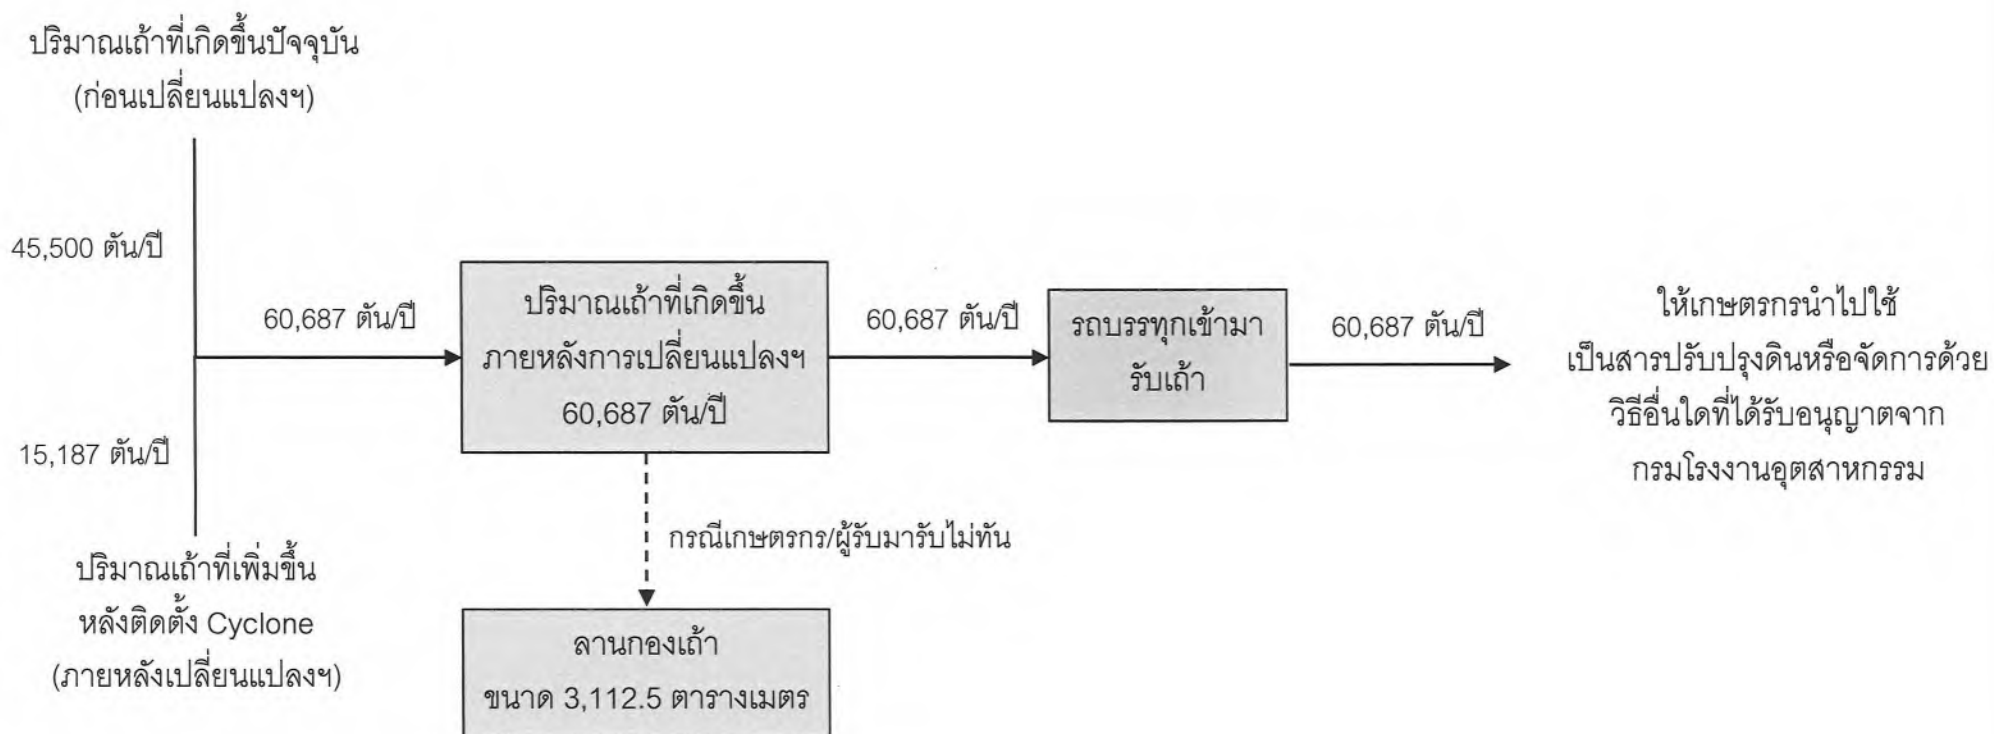 ปริมาณเถ้าที่เกิดขึ้นปัจจุบัน
(ก่อนเปลี่ยนแปลงฯ)
45,500 ตัน/ปี
15,187 ตัน/ปี
ปริมาณเถ้าที่เพิ่มขึ้น
หลังติดตั้ง Cyclone
(ภายหลังเปลี่ยนแปลงฯ)
60,687 ตัน/ปี
ปริมาณเถ้าที่เกิดขึ้น
ภายหลังการเปลี่ยนแปลงฯ
60,687 ตัน/ปี
กรณีเกษตรกร/ผู้รับมารับไม่ทัน
ลานกองเถ้า
ขนาด 3,112.5 ตารางเมตร
60,687 ตัน/ปี
รถบรรทุกเข้ามา
รับเถ้า
60,687 ตัน/ปี
ให้เกษตรกรนำไปใช้
เป็นสารปรับปรุงดินหรือจัดการด้วย
วิธีอื่นใดที่ได้รับอนุญาตจาก
กรมโรงงานอุตสาหกรรม